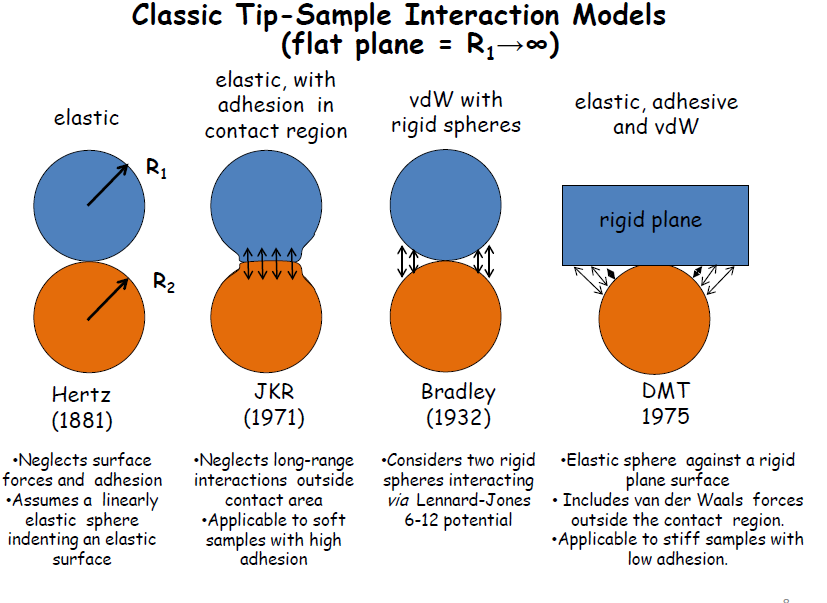 Classic Tip-Sample Interaction Models
(flat plane = R₁→∞)
elastic
elastic, with
adhesion in
contact region
vdW with
rigid spheres
elastic, adhesive
and vdW
R₁
R₂
rigid plane
Hertz
(1881)
JKR
(1971)
Bradley
(1932)
DMT
1975
•Neglects surface
forces and adhesion
•Assumes a linearly
elastic sphere
indenting an elastic
surface
•Neglects long-range
interactions outside
contact area
•Applicable to soft
samples with high
adhesion
•Considers two rigid
spheres interacting
via Lennard-Jones
6-12 potential
•Elastic sphere against a rigid
plane surface
• Includes van der Waals forces
outside the contact region.
•Applicable to stiff samples with
low adhesion.